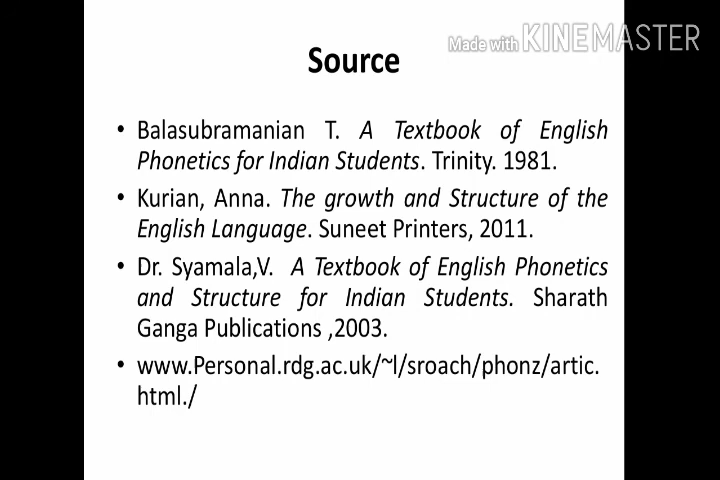 Made with KINEMASTER
Source
• Balasubramanian T. A Textbook of English
Phonetics for Indian Students. Trinity. 1981.
• Kurian, Anna. The growth and Structure of the
English Language. Suneet Printers, 2011.
• Dr. Syamala,V. A Textbook of English Phonetics
and Structure for Indian Students. Sharath
Ganga Publications ,2003.
• www.Personal.rdg.ac.uk/~l/sroach/phonz/artic.
html./